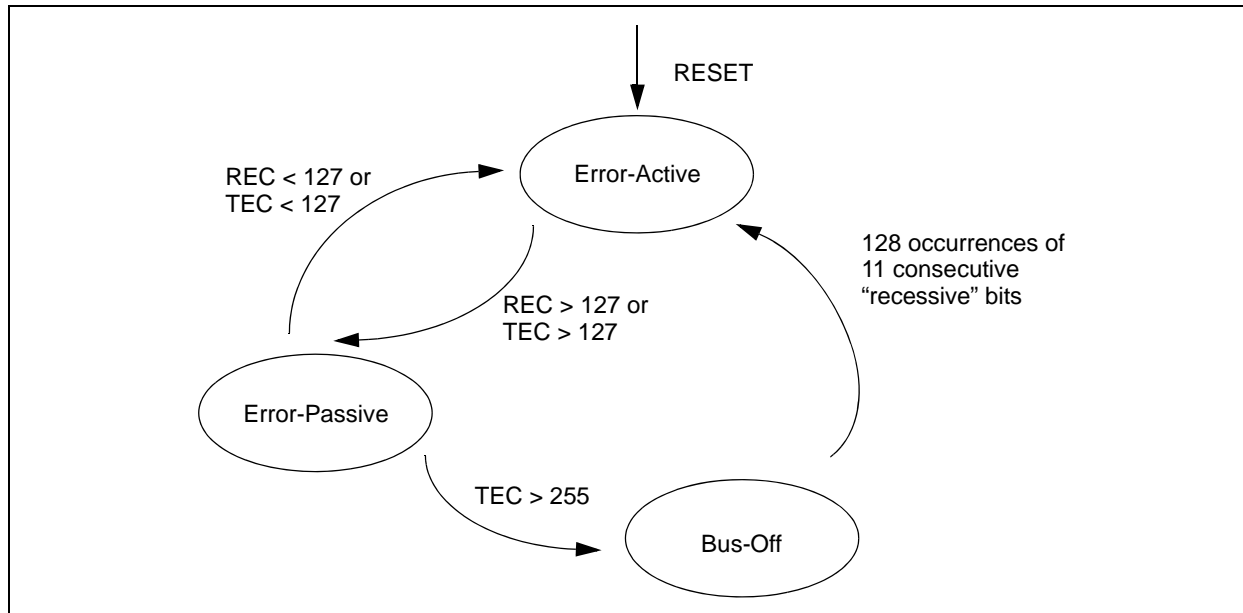 RESET
Error-Active
REC < 127 or
TEC < 127
128 occurrences of
11 consecutive
“recessive” bits
REC > 127 or
TEC > 127
Error-Passive
TEC > 255
Bus-Off